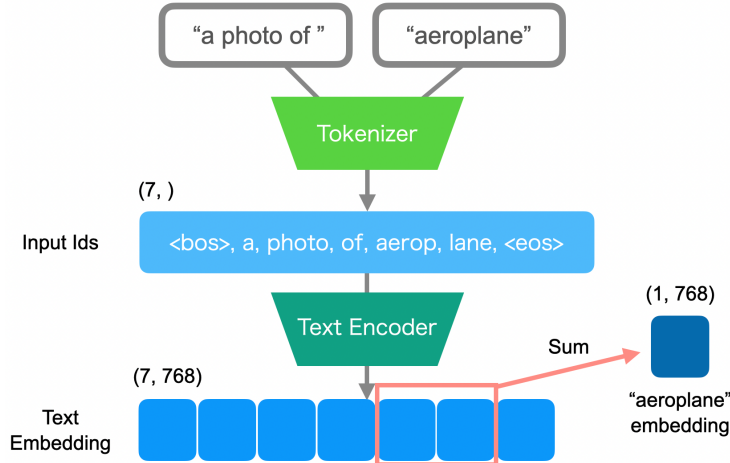 “a photo of ”
“aeroplane”
Tokenizer
(7, )
Input Ids
<bos>, a, photo, of, aerop, lane, <eos>
Text Encoder
(1, 768)
Sum
(7, 768)
Text
Embedding
“aeroplane”
embedding